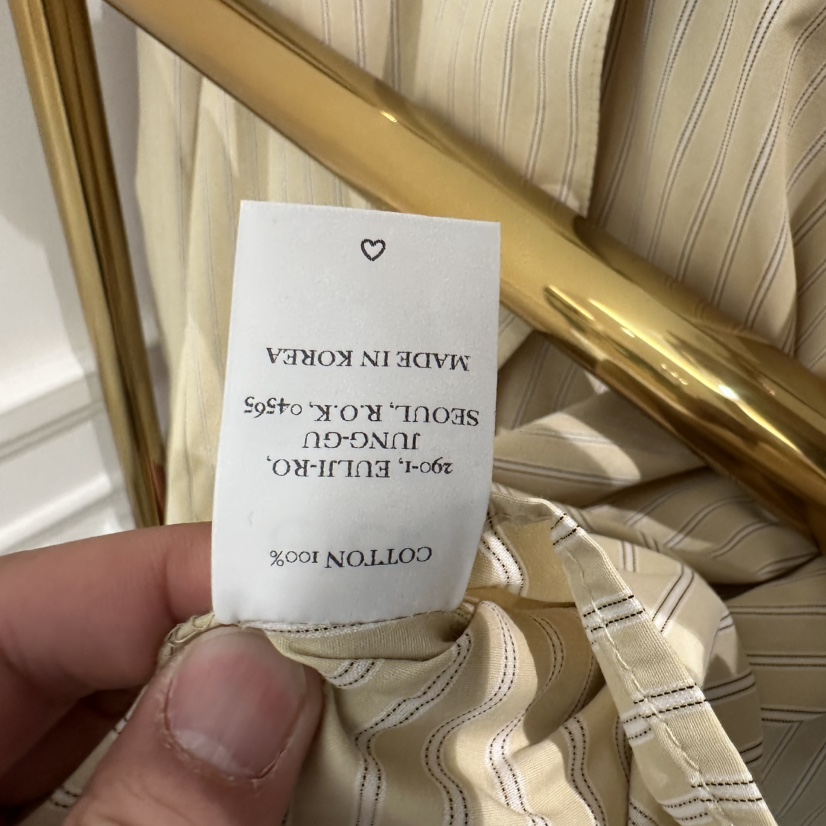 COTTON 100%
290-1, EULJI-RO,
JUNG-GU
SEOUL, R.O.K, 04565
MADE IN KOREA